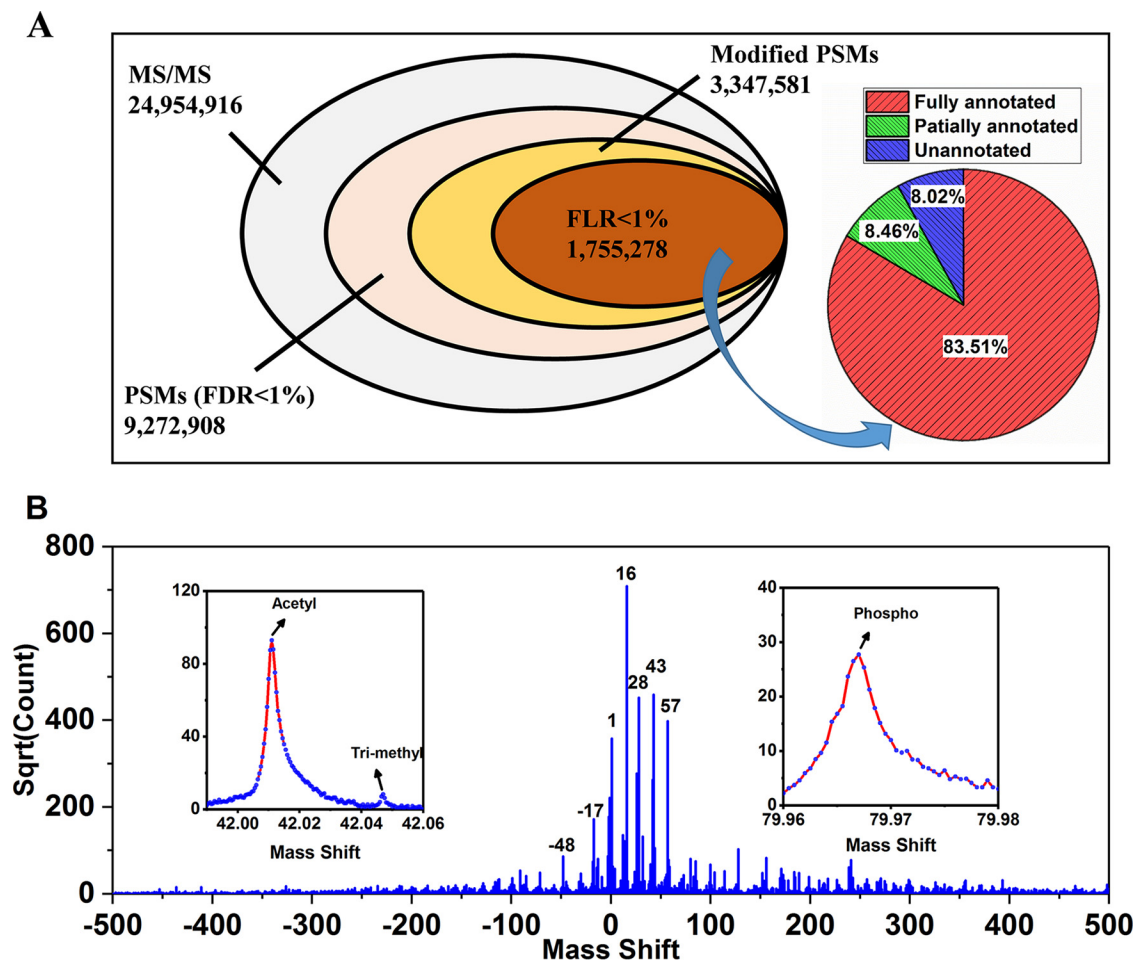 A
MS/MS
24,954,916
Modified PSMs
3,347,581
Fully annotated
Patially annotated
Unannotated
FLR<1%
1,755,278
8.02%
8.46%
83.51%
PSMs (FDR<1%)
9,272,908
B
Sqrt(Count)
800
600
400
200
0
-500
-400
-300
-200
-100
0
100
200
300
400
500
Mass Shift
-48
-17
1
16
28
43
57
120
80
40
0
Acetyl
Tri-methyl
42.00
42.02
42.04
42.06
Mass Shift
40
30
20
10
0
Phospho
79.96
79.97
79.98
Mass Shift